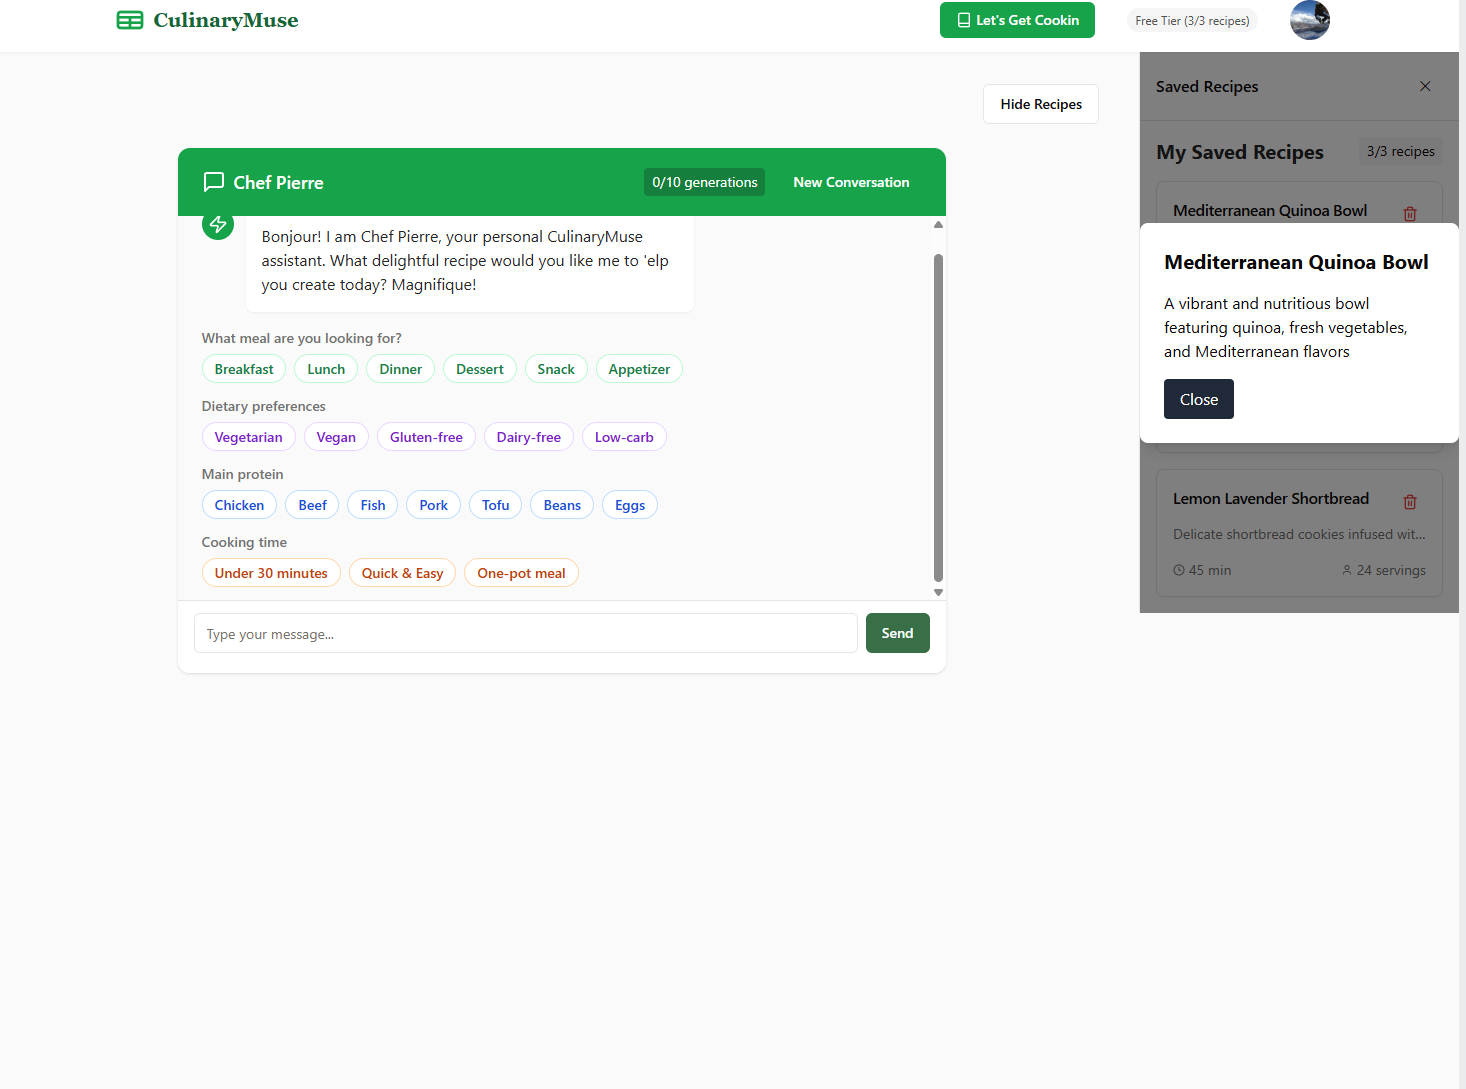 CulinaryMuse
Let's Get Cookin
Free Tier (3/3 recipes)
Hide Recipes
Chef Pierre
0/10 generations
New Conversation
Bonjour! I am Chef Pierre, your personal CulinaryMuse
assistant. What delightful recipe would you like me to 'elp
you create today? Magnifique!
What meal are you looking for?
Breakfast Lunch Dinner Dessert Snack Appetizer
Dietary preferences
Vegetarian Vegan Gluten-free Dairy-free Low-carb
Main protein
Chicken Beef Fish Pork Tofu Beans Eggs
Cooking time
Under 30 minutes Quick & Easy One-pot meal
Type your message...
Send
Saved Recipes
My Saved Recipes
3/3 recipes
Mediterranean Quinoa Bowl
Mediterranean Quinoa Bowl
A vibrant and nutritious bowl
featuring quinoa, fresh vegetables,
and Mediterranean flavors
Close
Lemon Lavender Shortbread
Delicate shortbread cookies infused wit...
45 min
24 servings